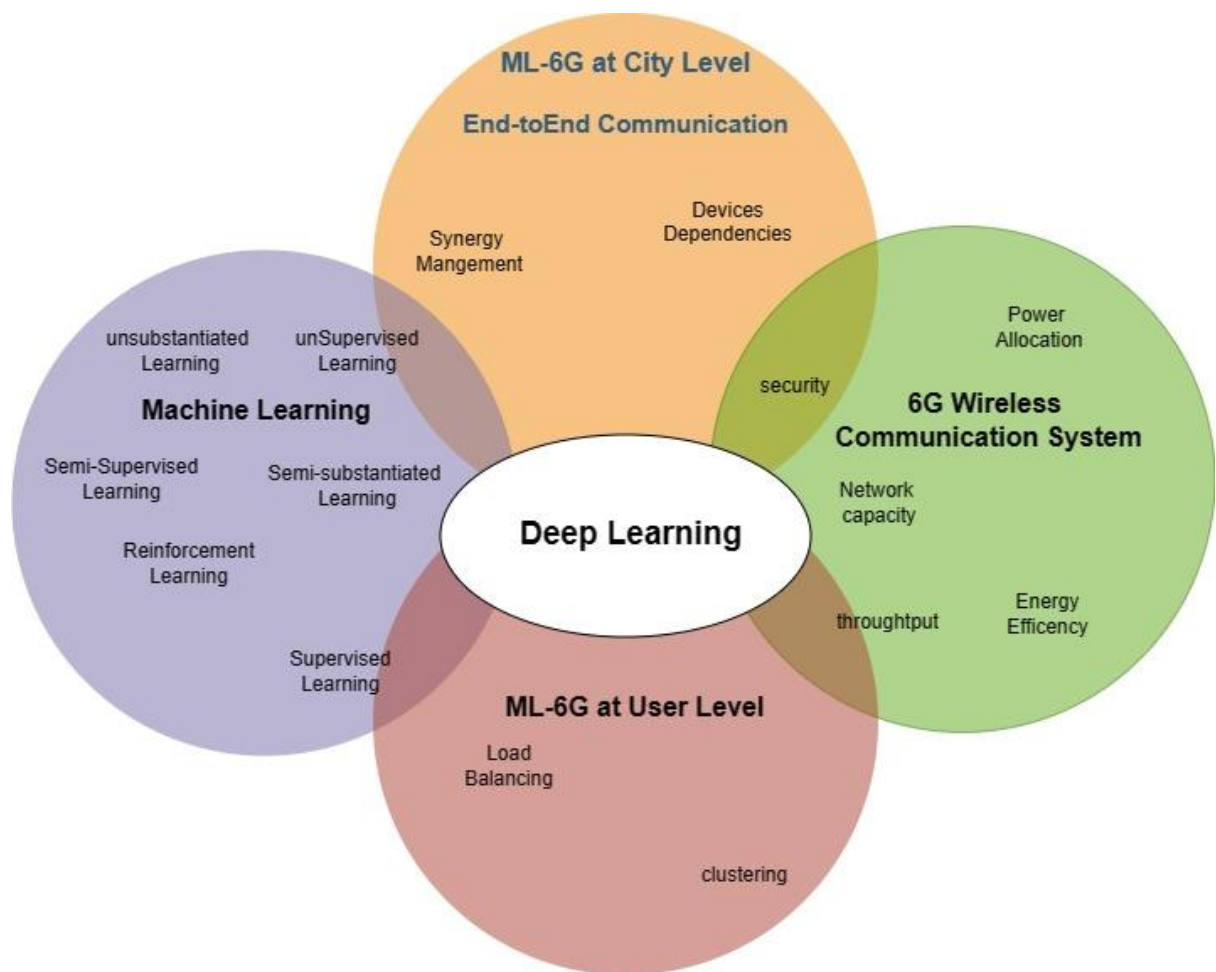 ML-6G at City Level
End-toEnd Communication
Devices
Dependencies
Synergy
Mangement
unsubstantiated
Learning
unSupervised
Learning
Machine Learning
Semi-Supervised
Learning
Semi-substantiated
Learning
Reinforcement
Learning
Supervised
Learning
Power
Allocation
security
6G Wireless
Communication System
Network
capacity
throughtput
Energy
Efficency
Deep Learning
ML-6G at User Level
Load
Balancing
clustering